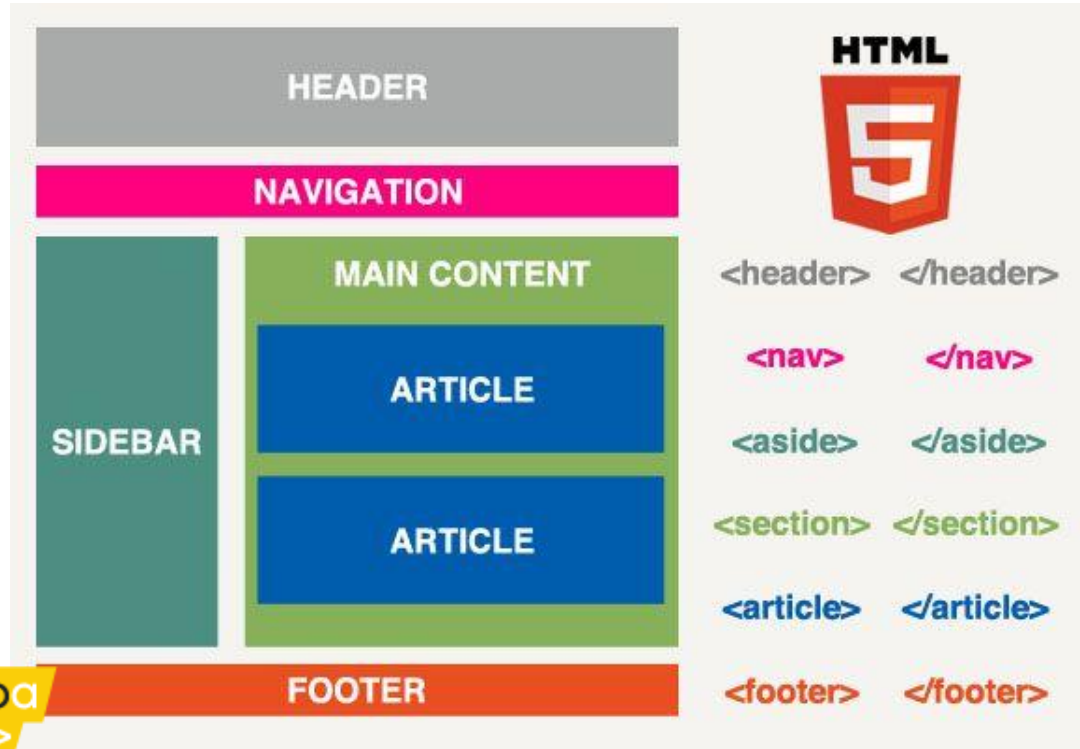 HEADER
NAVIGATION
SIDEBAR
MAIN CONTENT
ARTICLE
ARTICLE
FOOTER
HTML
5
<header> </header>
<nav> </nav>
<aside> </aside>
<section> </section>
<article> </article>
<footer> </footer>